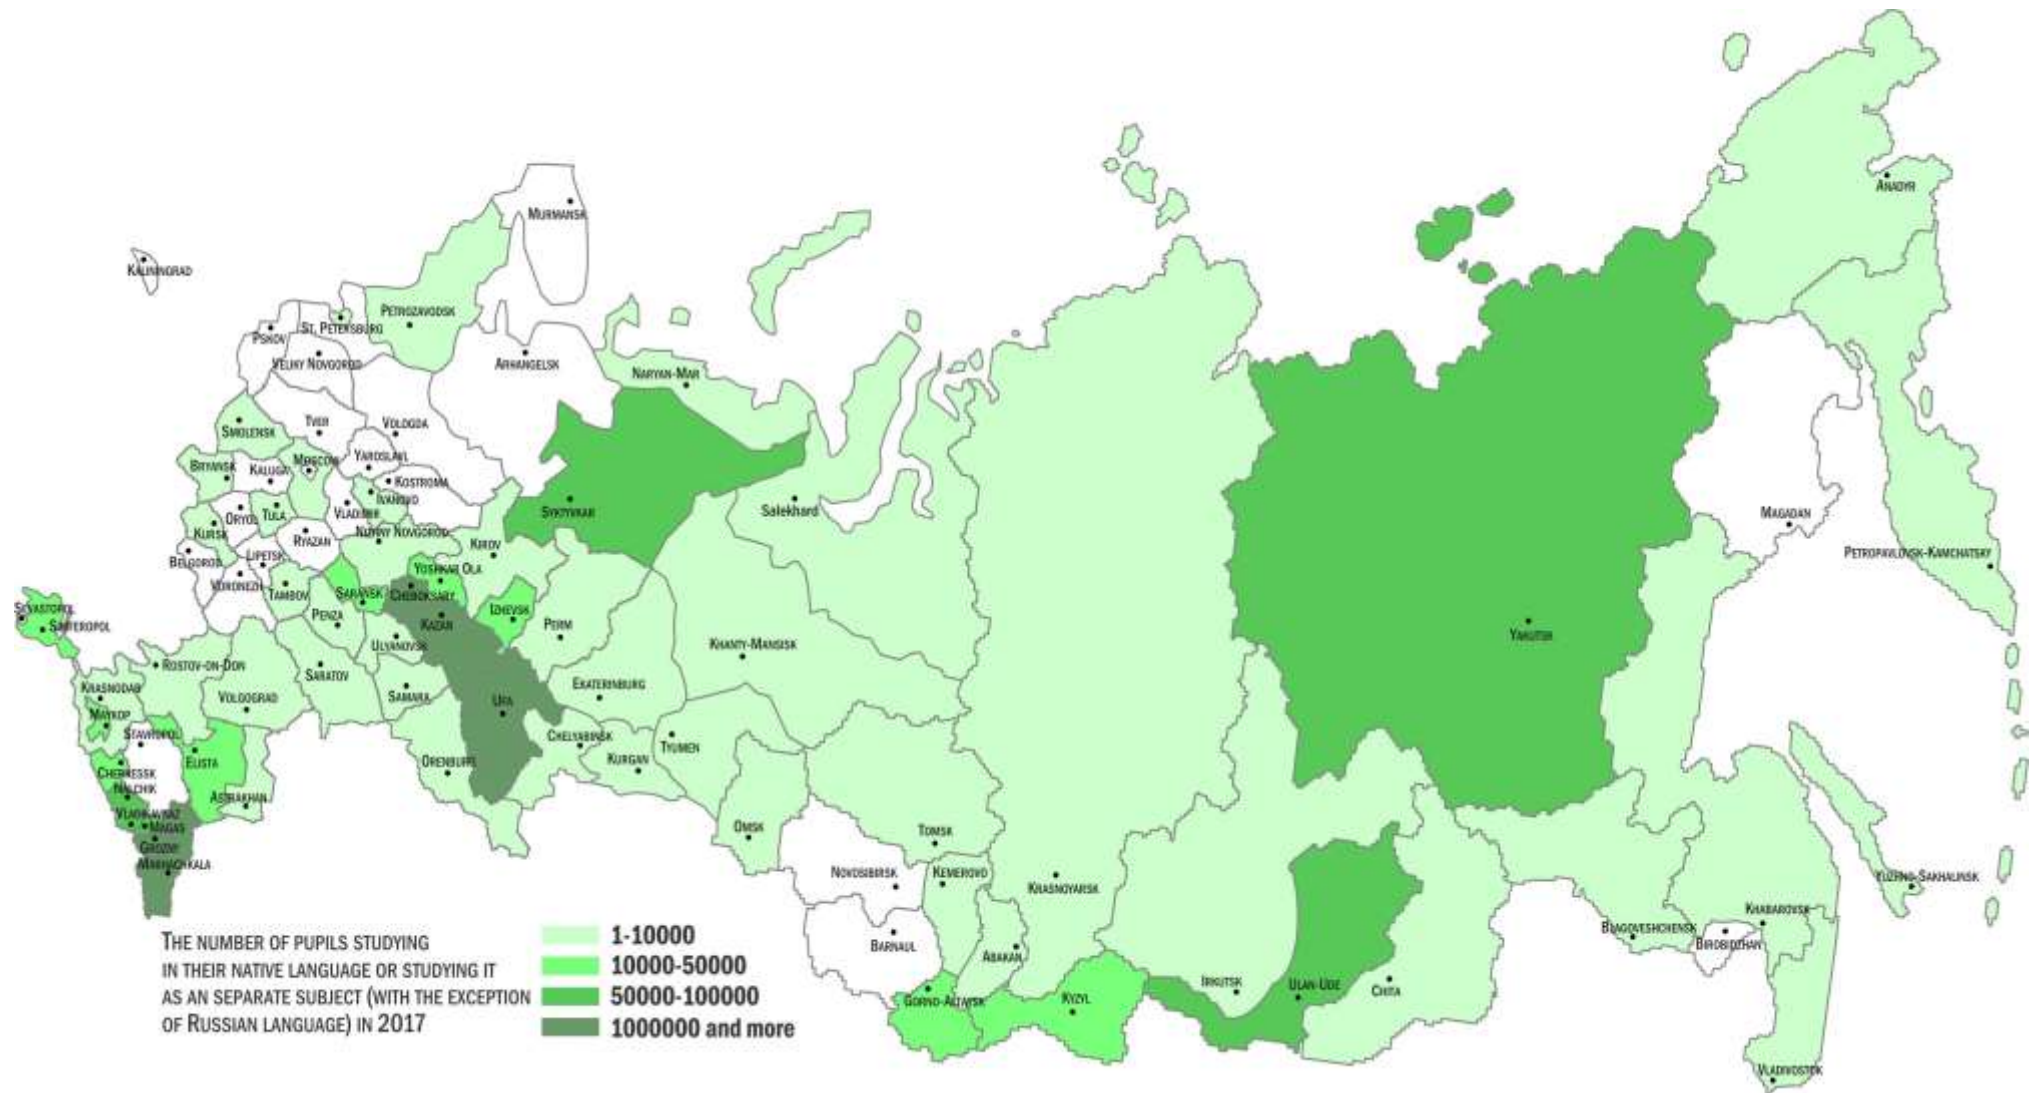 ANADYR
MURMANSK
KALININGRAD
PETROZAVODSK
ST. PETERSBURG
PSKOV
VELIKY NOVGOROD
ARHANGELSK
NARYAN-MAR
TVER
VOLOGDA
SMOLENSK
YAROSLAVL
MOSCOW
BRYANSK
KALUGA
KOSTROMA
IVANOVO
SYKTYVKAR
Salekhard
MAGADAN
VLADIMIR
ORYOL
TULA
KURSK
NIZHNY NOVGOROD
RYAZAN
KIROV
PETROPAVLOVSK-KAMCHATSKY
LIPETSK
BELGOROD
YOSHKAR OLA
VORONEZH
TAMBOV
SARANSK
CHEBOKSARY
SEVASTOPOL
IZHEVSK
PENZA
KAZAN
PERM
SIMFEROPOL
YAKUTSK
ULYANOVSK
KHANTY-MANSISK
ROSTOV-ON-DON
SARATOV
KRASNODAR
EKATERINBURG
VOLGOGRAD
SAMARA
UFA
MAYKOP
STAVROPOL
CHELYABINSK
TYUMEN
KURGAN
ELISTA
ORENBURG
CHERKESSK
NALCHIK
ASTRAKHAN
VLADIKAVKAZ
MAGAS
OMSK
TOMSK
GROZNY
MAKHACHKALA
NOVOSIBIRSK
KEMEROVO
YUZHNO-SAKHALINSK
KRASNOYARSK
KHABAROVSK
BLAGOVESHCHENSK
BIROBIDZHAN
BARNAUL
ABAKAN
IRKUTSK
ULAN-UDE
CHITA
GORNO-ALTAYSK
KYZYL
VLADIVOSTOK
THE NUMBER OF PUPILS STUDYING
IN THEIR NATIVE LANGUAGE OR STUDYING IT
AS AN SEPARATE SUBJECT (WITH THE EXCEPTION
OF RUSSIAN LANGUAGE) IN 2017
1-10000
10000-50000
50000-100000
1000000 and more